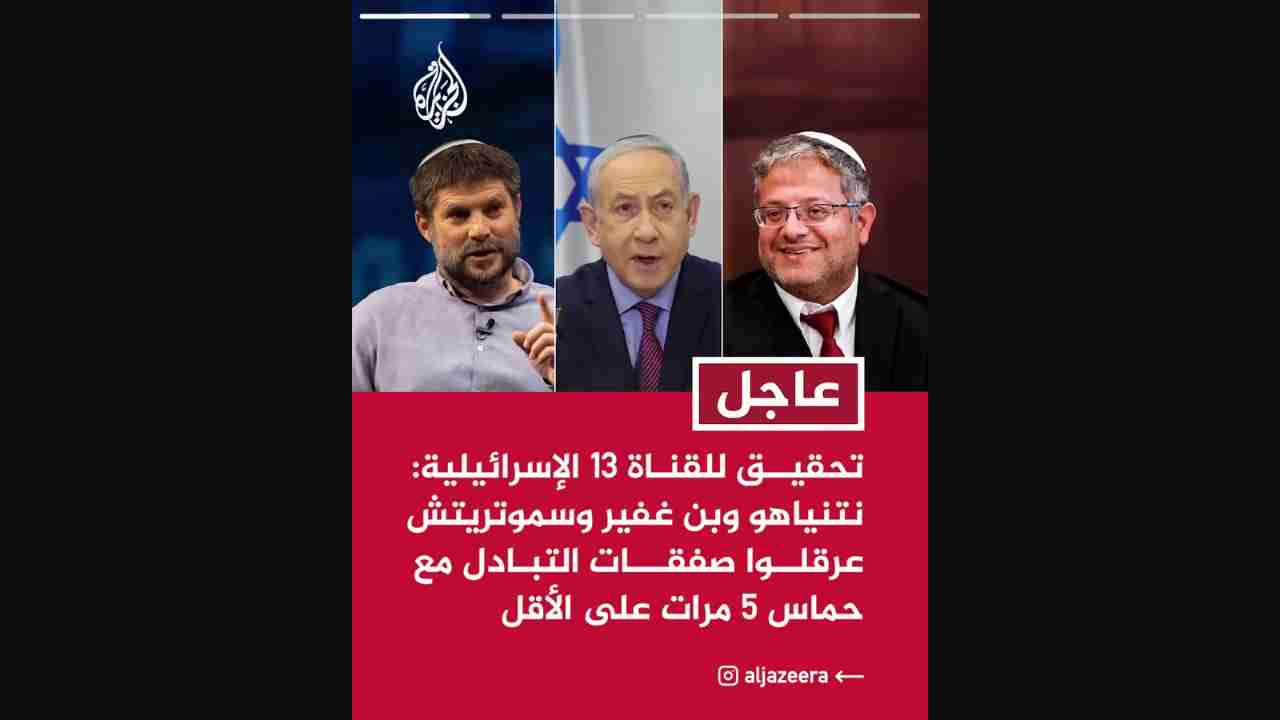 الجزيرة
عاجل
تحقيق للقناة 13 الإسرائيلية:
نتنياهو وبن غفير وسموتريتش
عرقلوا صفقات التبادل مع
حماس 5 مرات على الأقل
aljazeera